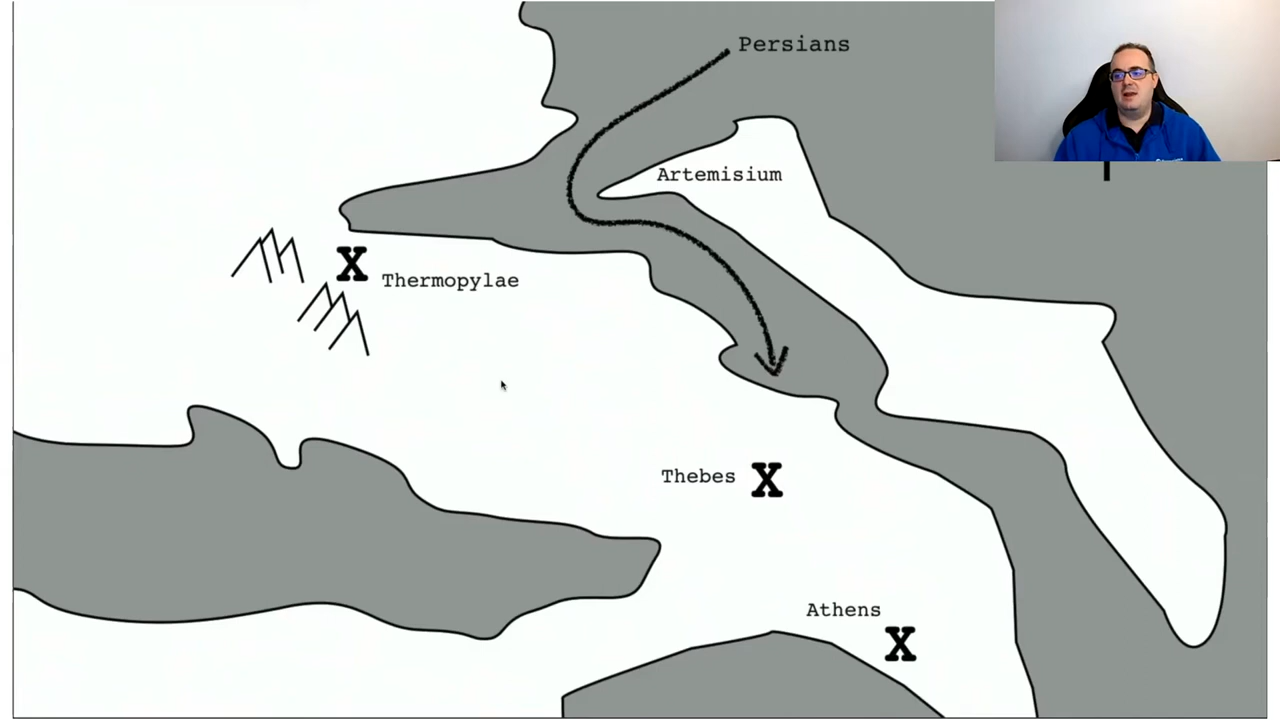 Persians
Artemisium
X
Thermopylae
Thebes X
Athens
X